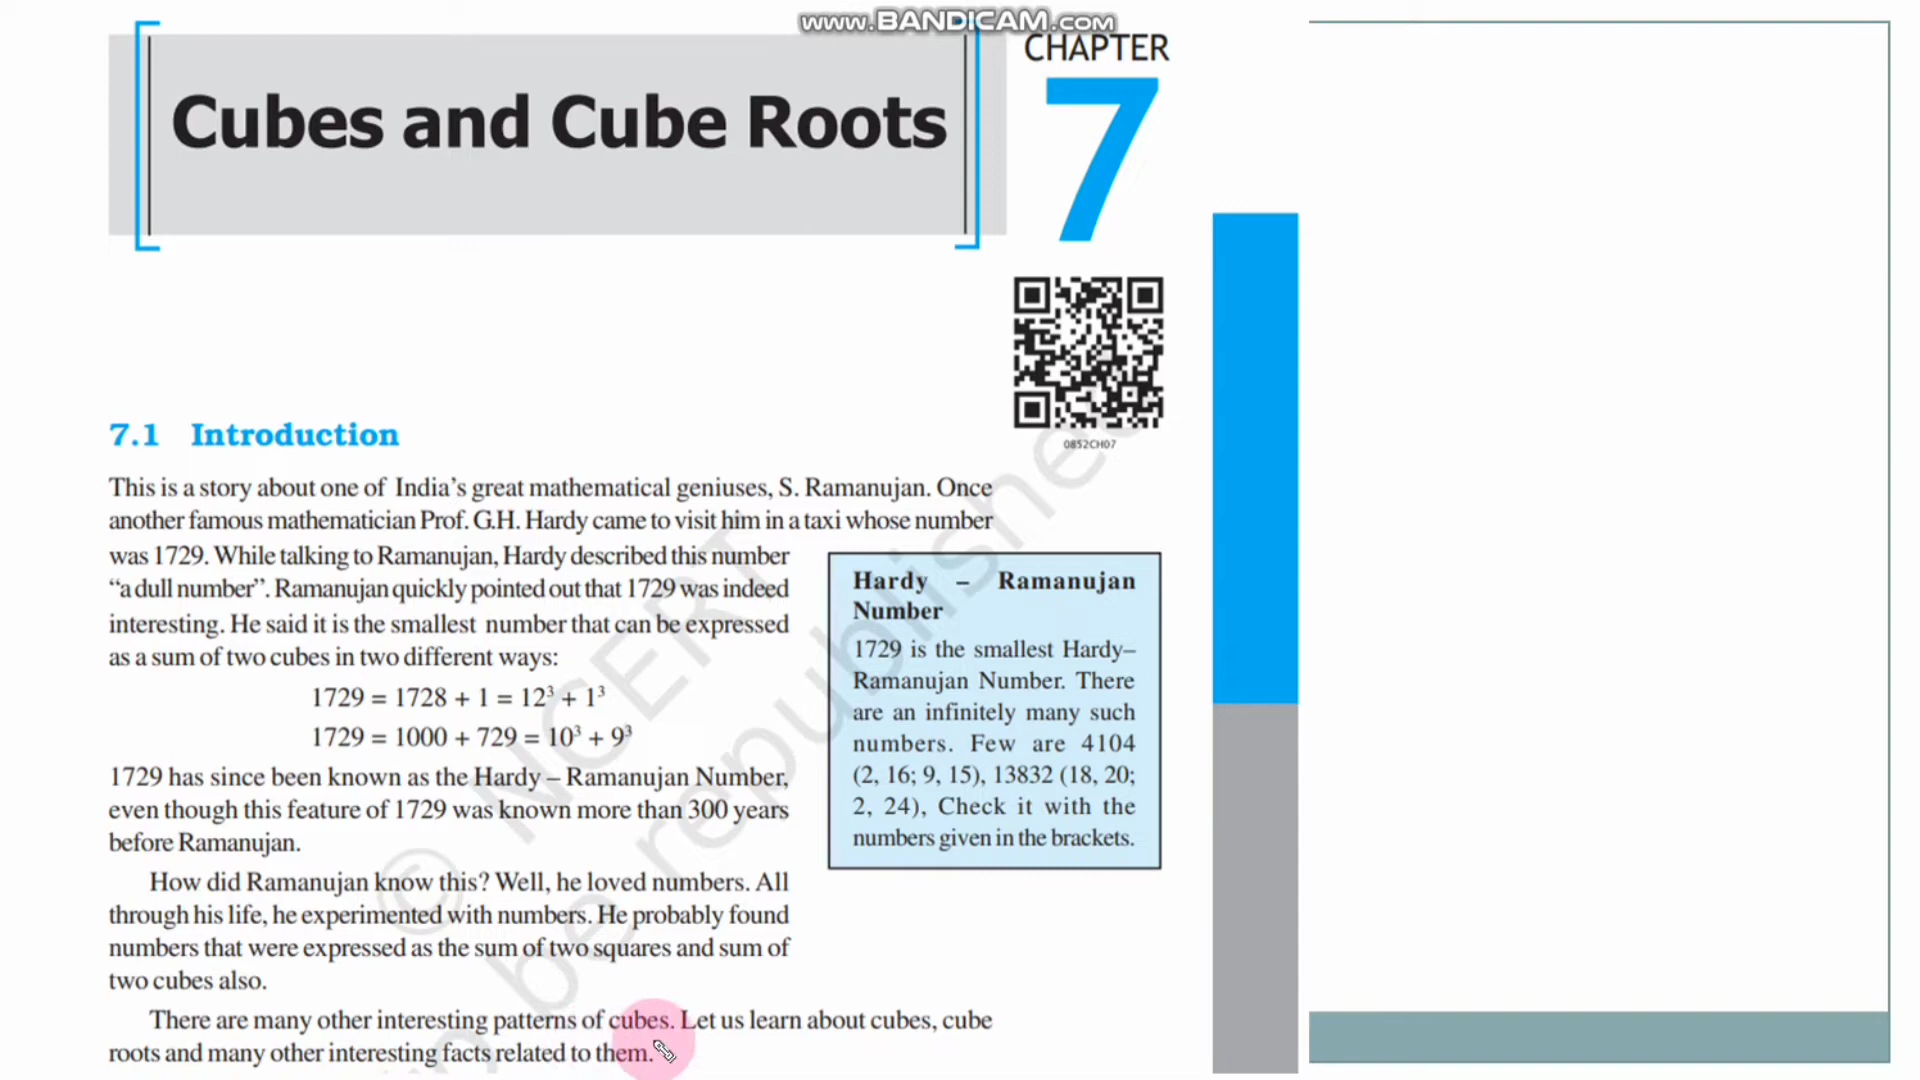 www.BANDICAM.com
CHAPTER
Cubes and Cube Roots
7
0852CH07
7.1 Introduction
This is a story about one of India’s great mathematical geniuses, S. Ramanujan. Once
another famous mathematician Prof. G.H. Hardy came to visit him in a taxi whose number
was 1729. While talking to Ramanujan, Hardy described this number
“a dull number”. Ramanujan quickly pointed out that 1729 was indeed
interesting. He said it is the smallest number that can be expressed
as a sum of two cubes in two different ways:
1729 = 1728 + 1 = 12³ + 1³
1729 = 1000 + 729 = 10³ + 9³
1729 has since been known as the Hardy – Ramanujan Number,
even though this feature of 1729 was known more than 300 years
before Ramanujan.
How did Ramanujan know this? Well, he loved numbers. All
through his life, he experimented with numbers. He probably found
numbers that were expressed as the sum of two squares and sum of
two cubes also.
There are many other interesting patterns of cubes. Let us learn about cubes, cube
roots and many other interesting facts related to them.
Hardy – Ramanujan
Number
1729 is the smallest Hardy–
Ramanujan Number. There
are an infinitely many such
numbers. Few are 4104
(2, 16; 9, 15), 13832 (18, 20;
2, 24), Check it with the
numbers given in the brackets.
© NCERT
be republished